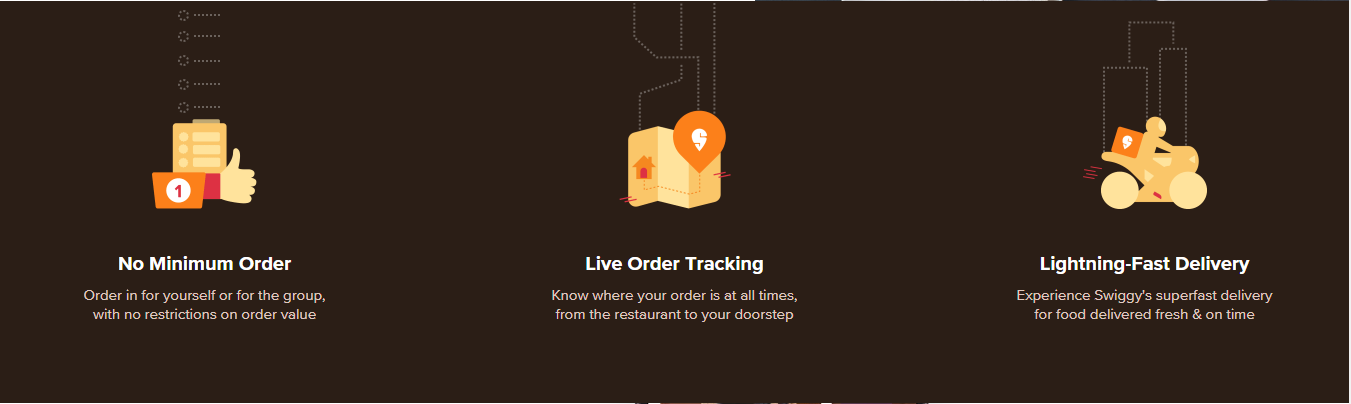 1
No Minimum Order
Order in for yourself or for the group,
with no restrictions on order value
Live Order Tracking
Know where your order is at all times,
from the restaurant to your doorstep
Lightning-Fast Delivery
Experience Swiggy's superfast delivery
for food delivered fresh & on time